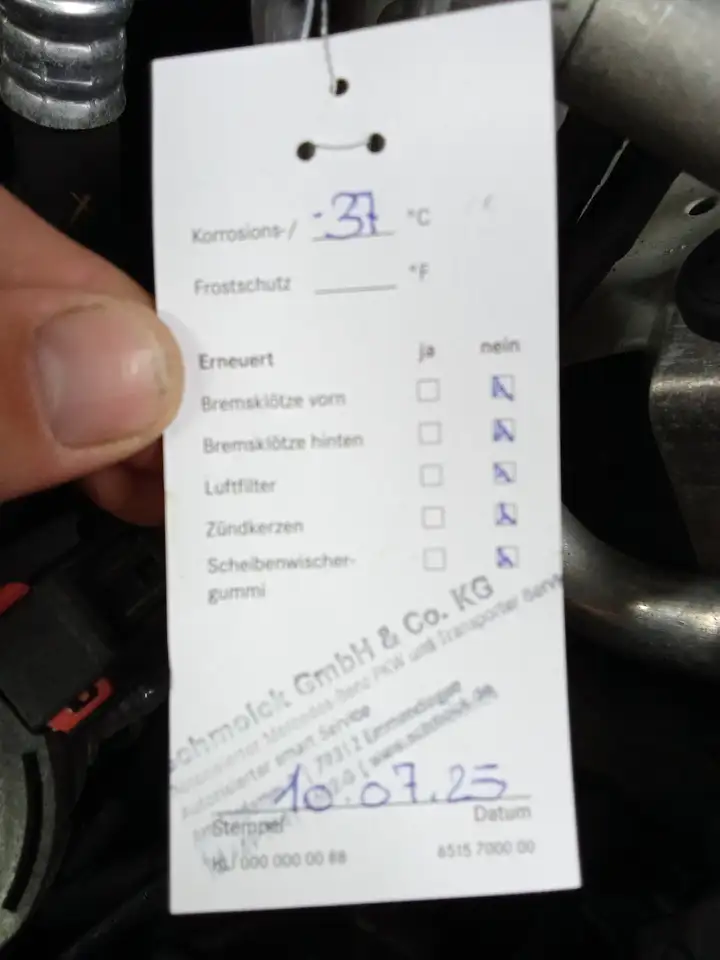 Korrosions-/ -37 °C
Frostschutz °F
Erneuert ja nein
Bremsklötze vorn
Bremsklötze hinten
Luftfilter
Zündkerzen
Scheibenwischer-
gummi
schmolck GmbH & Co. KG
Mercedes-Benz PKW und Transporter Service
Autorisierter smart Service
79312 Emmendingen
www.schmolck.de
10.07.25
Stempel Datum
000 000 00 88 6515 7000 00